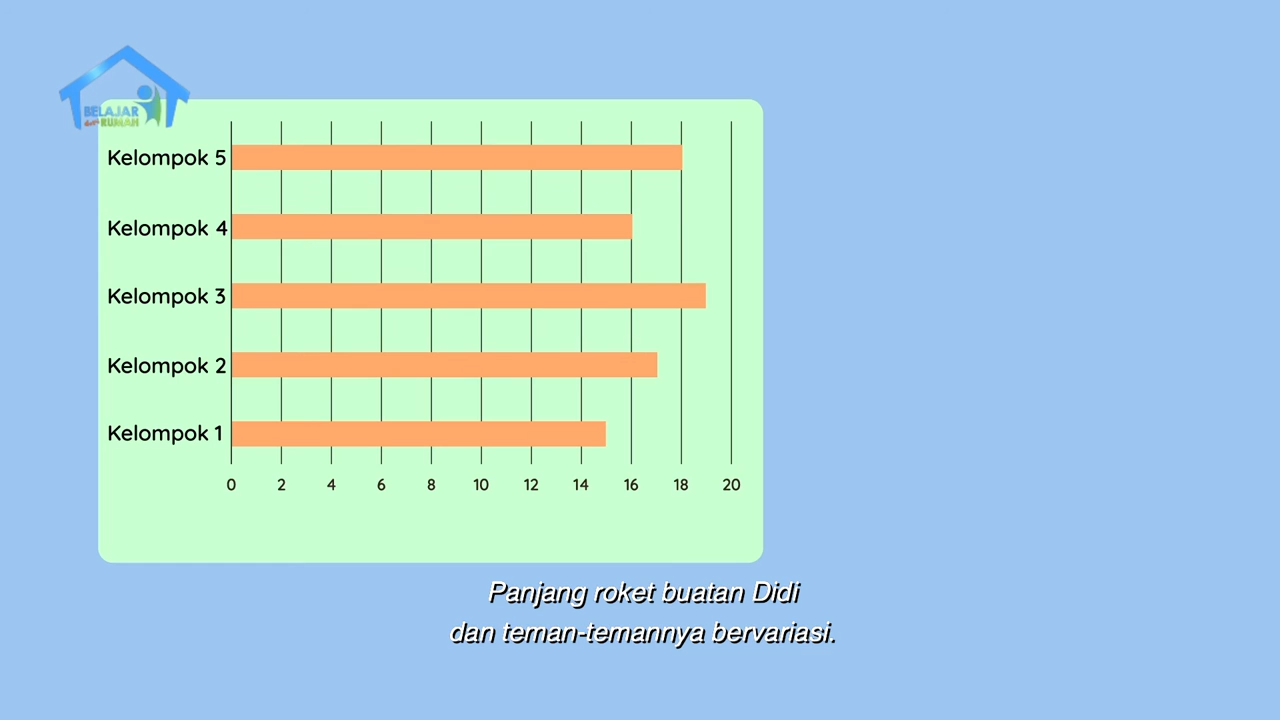 BELAJAR
dari RUMAH
Kelompok 5
Kelompok 4
Kelompok 3
Kelompok 2
Kelompok 1
0 2 4 6 8 10 12 14 16 18 20
Panjang roket buatan Didi
dan teman-temannya bervariasi.